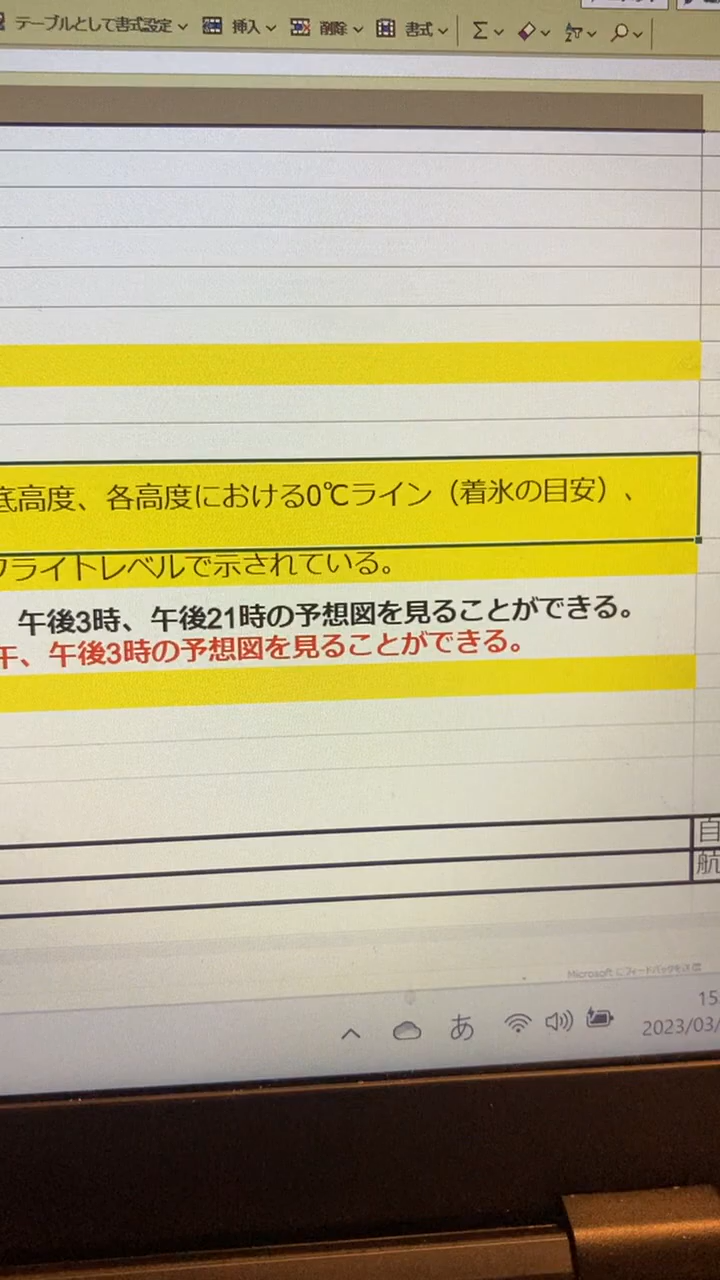 テーブルとして書式設定 挿入 削除 書式
底高度、各高度における0℃ライン（着氷の目安）、
フライトレベルで示されている。
午後3時、午後21時の予想図を見ることができる。
午、午後3時の予想図を見ることができる。
自
航
Microsoft にフィードバックを送信
あ 15
2023/03/